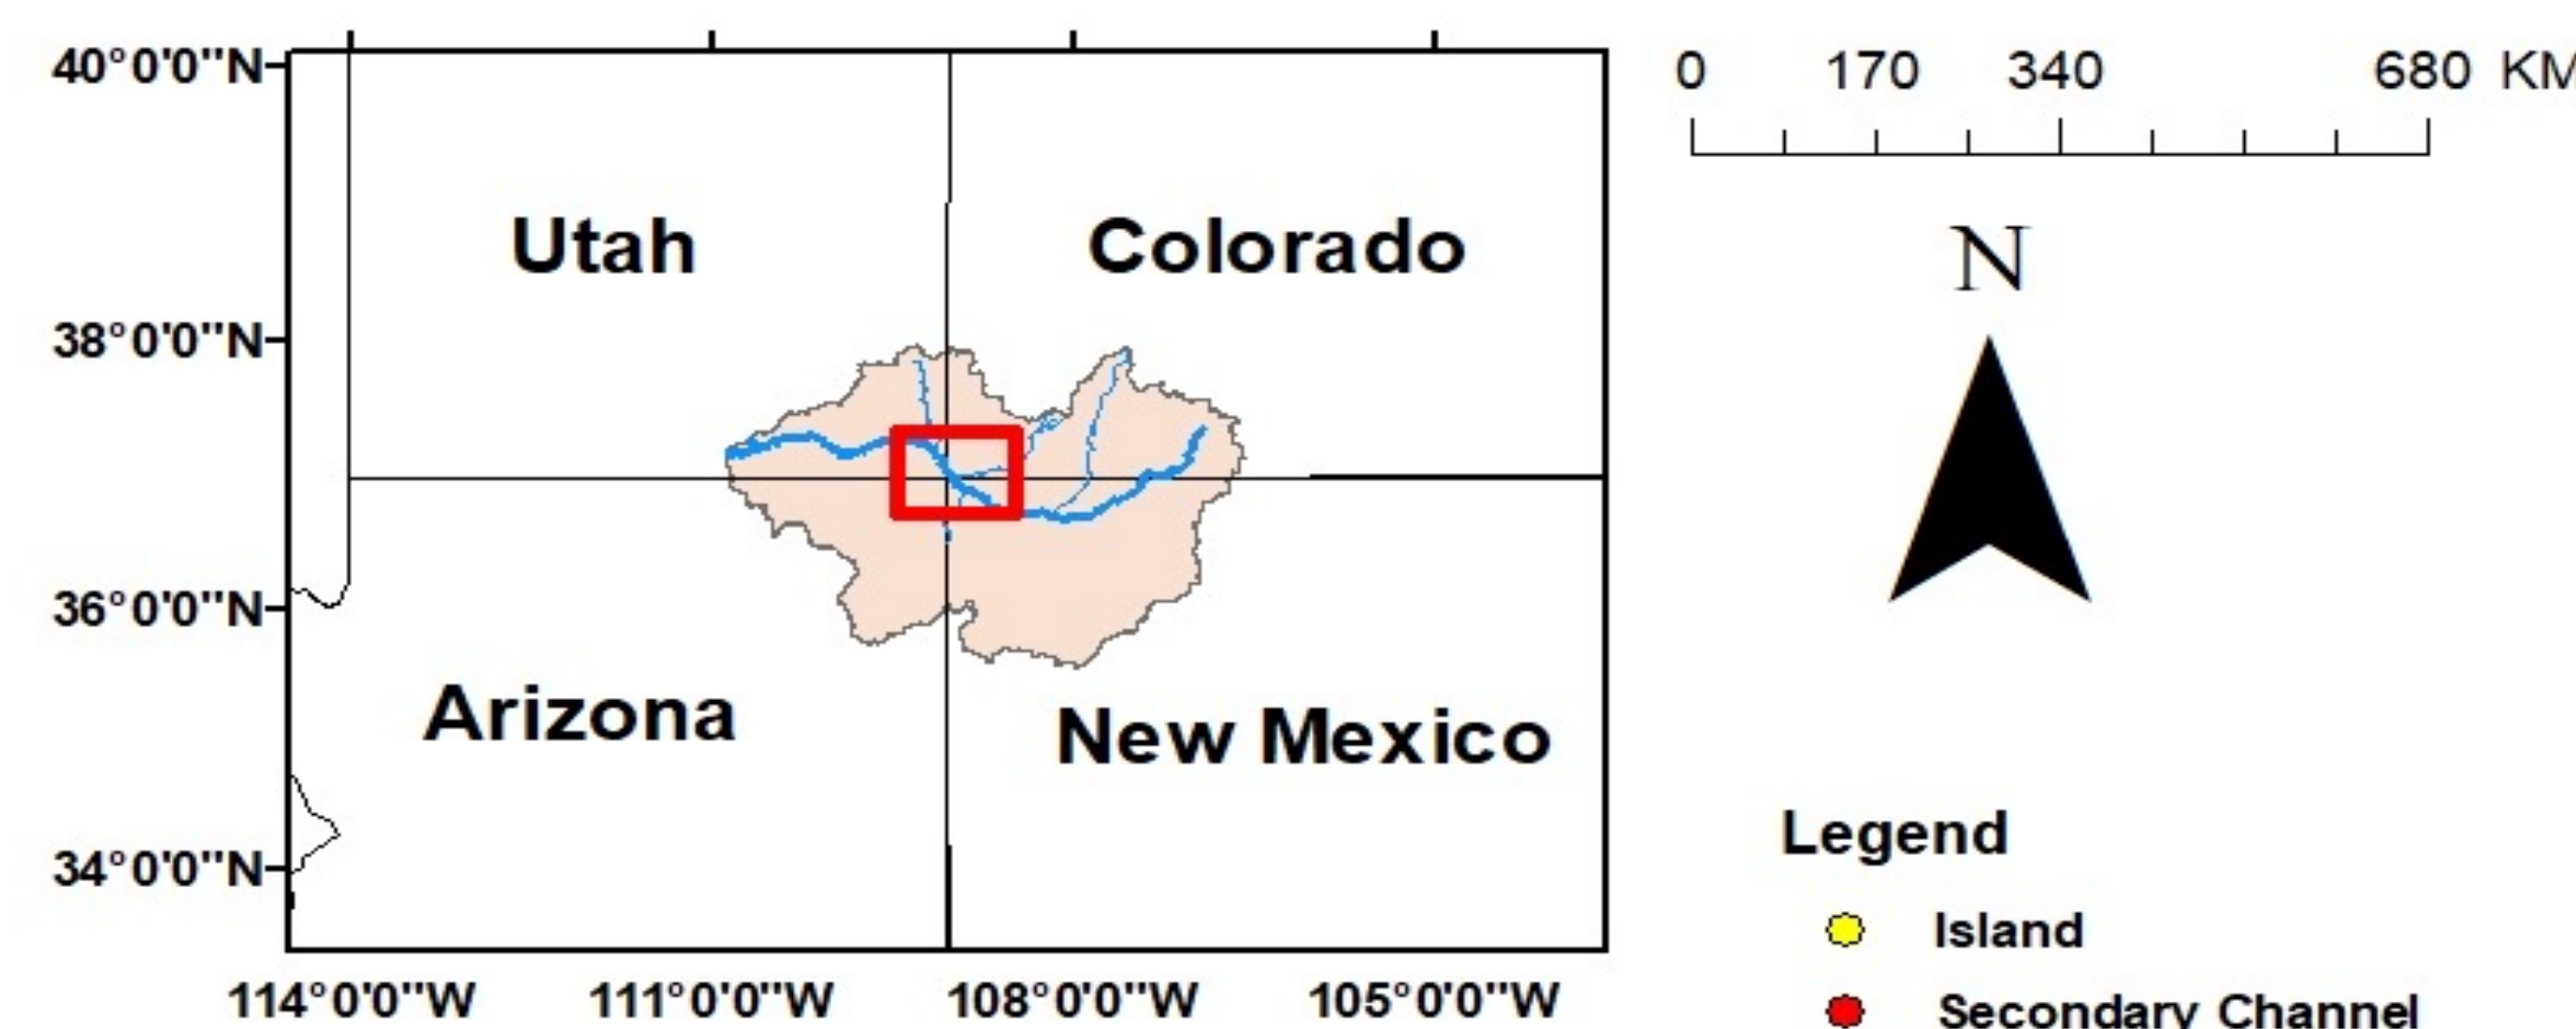 40°0'0"N
0 170 340 680 KM
Utah
Colorado
N
38°0'0"N
36°0'0"N
Arizona
New Mexico
34°0'0"N
Legend
Island
Secondary Channel
114°0'0"W 111°0'0"W 108°0'0"W 105°0'0"W